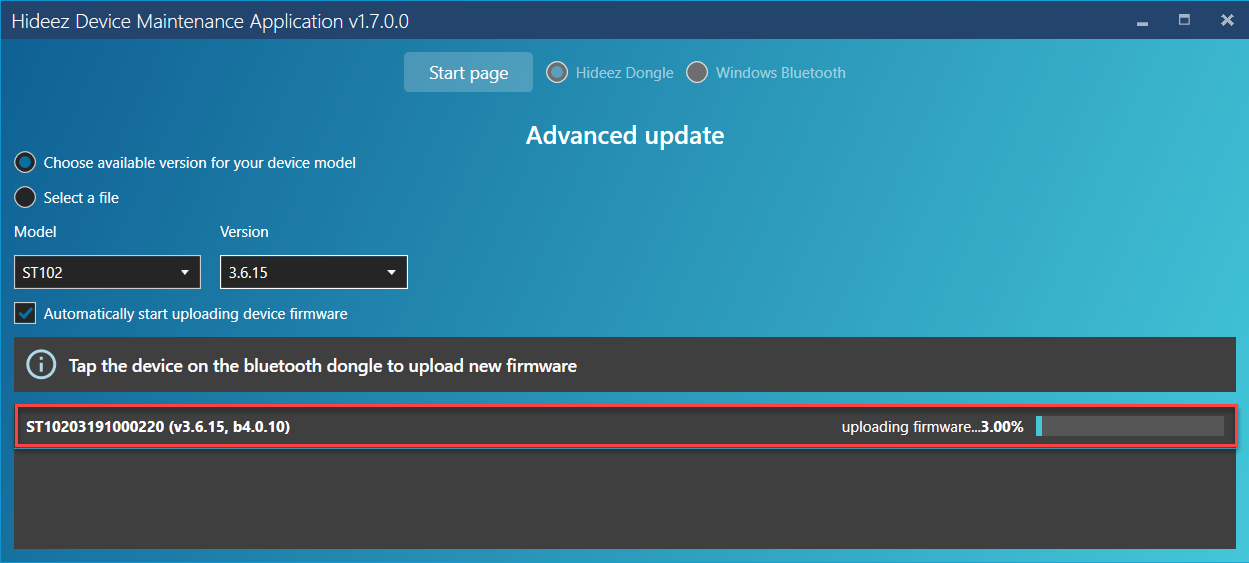 Hideez Device Maintenance Application v1.7.0.0
Start page Hideez Dongle Windows Bluetooth
Advanced update
Choose available version for your device model
Select a file
Model Version
ST102 3.6.15
Automatically start uploading device firmware
Tap the device on the bluetooth dongle to upload new firmware
ST10203191000220 (v3.6.15, b4.0.10) uploading firmware...3.00%